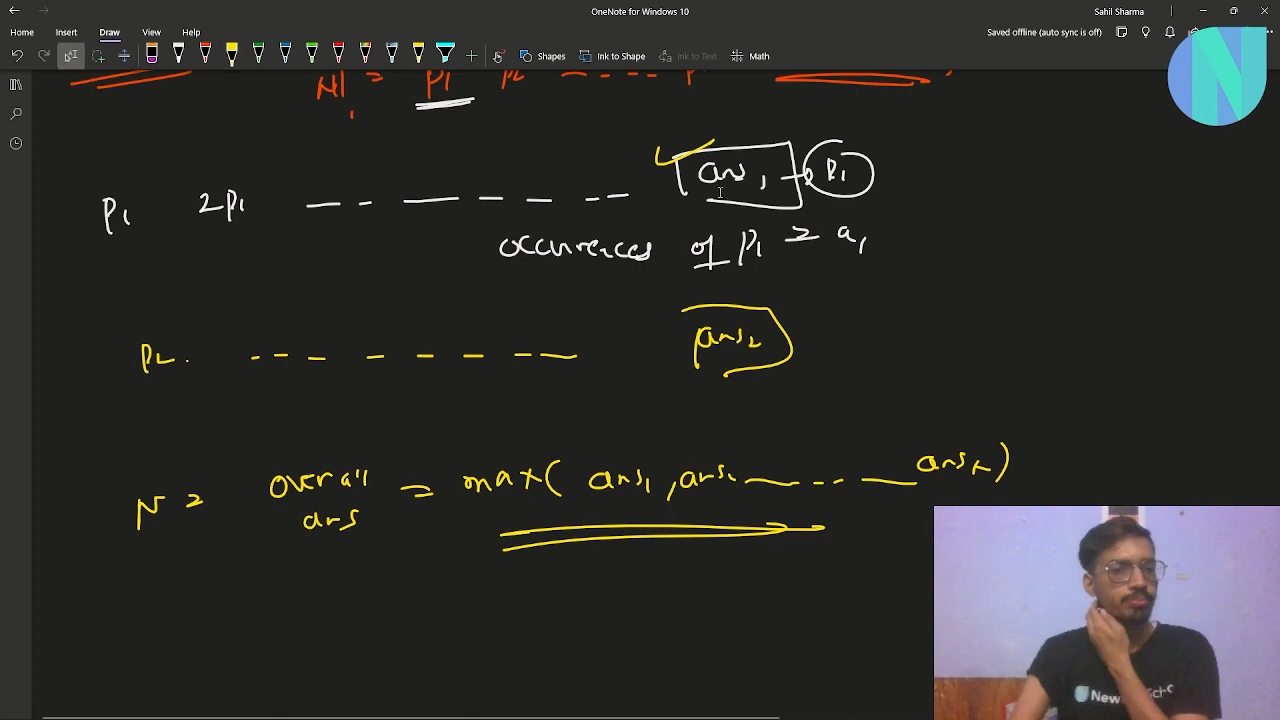 OneNote for Windows 10
Sahil Sharma
Home Insert Draw View Help
Saved offline (auto sync is off)
Shapes Ink to Shape Ink to Text Math
N! = p1 p2 - - - - -
p1 2p1 - - - - - - - ans1 → p1
occurrences of p1 ≥ a1
p2 . - - - - - - - - ans2
N = overall = max( ans1 , ans2 - - - - ansk )
ans